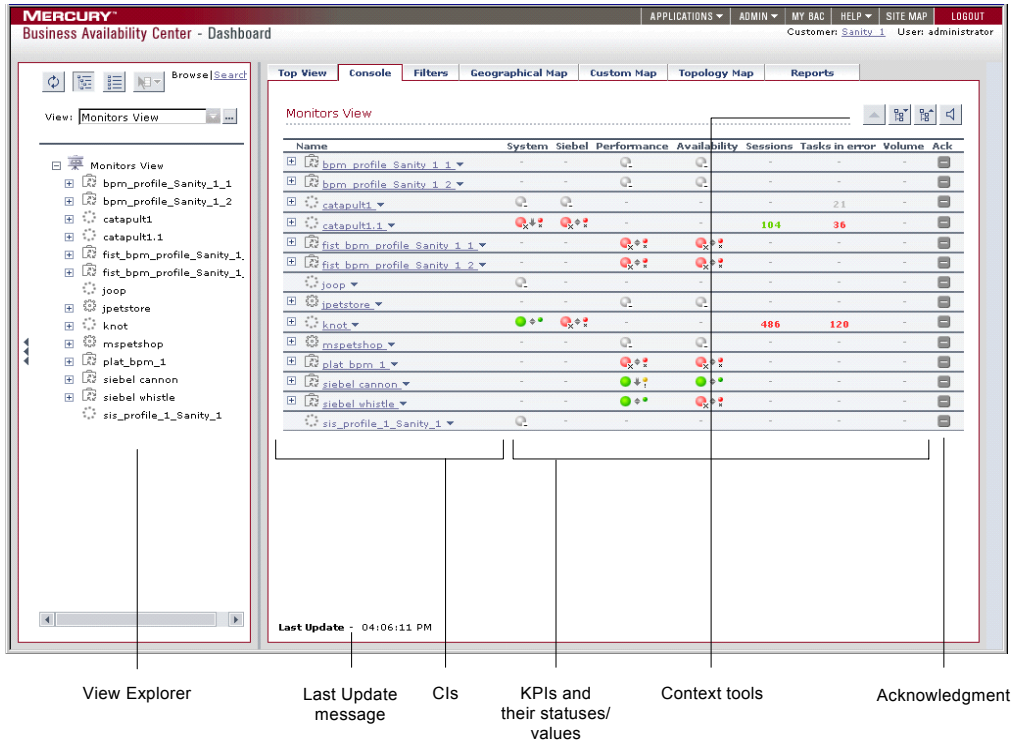 MERCURY™
APPLICATIONS ADMIN MY BAC HELP SITE MAP LOGOUT
Business Availability Center - Dashboard
Customer: Sanity_1 User: administrator
Browse|Search
View: Monitors View ...
Monitors View
bpm_profile_Sanity_1_1
bpm_profile_Sanity_1_2
catapult1
catapult1.1
fist_bpm_profile_Sanity_1_
fist_bpm_profile_Sanity_1_
joop
jpetstore
knot
mspetshop
plat_bpm_1
siebel cannon
siebel whistle
sis_profile_1_Sanity_1
Top View Console Filters Geographical Map Custom Map Topology Map Reports
Monitors View
Name System Siebel Performance Availability Sessions Tasks in error Volume Ack
bpm_profile_Sanity_1_1 - - - - -
bpm_profile_Sanity_1_2 - - - - -
catapult1 - - - 21 -
catapult1.1 - - 104 36 -
fist_bpm_profile_Sanity_1_1 - - - - -
fist_bpm_profile_Sanity_1_2 - - - - -
joop - - - - - -
jpetstore - - - - -
knot - - 486 120 -
mspetshop - - - - -
plat_bpm_1 - - - - -
siebel cannon - - - - -
siebel whistle - - - - -
sis_profile_1_Sanity_1 - - - - - -
Last Update - 04:06:11 PM
View Explorer
Last Update
message
CIs
KPIs and
their statuses/
values
Context tools
Acknowledgment